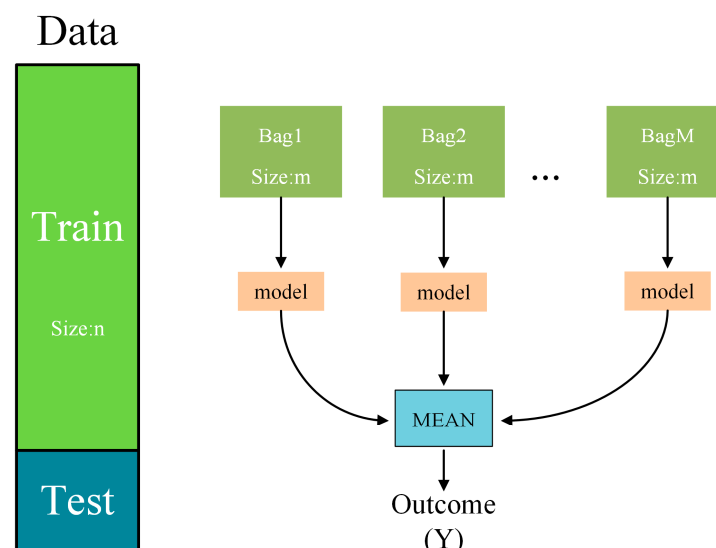 Data
Train
Size:n
Test
Bag1
Size:m
Bag2
Size:m
...
BagM
Size:m
model
model
model
MEAN
Outcome
(Y)